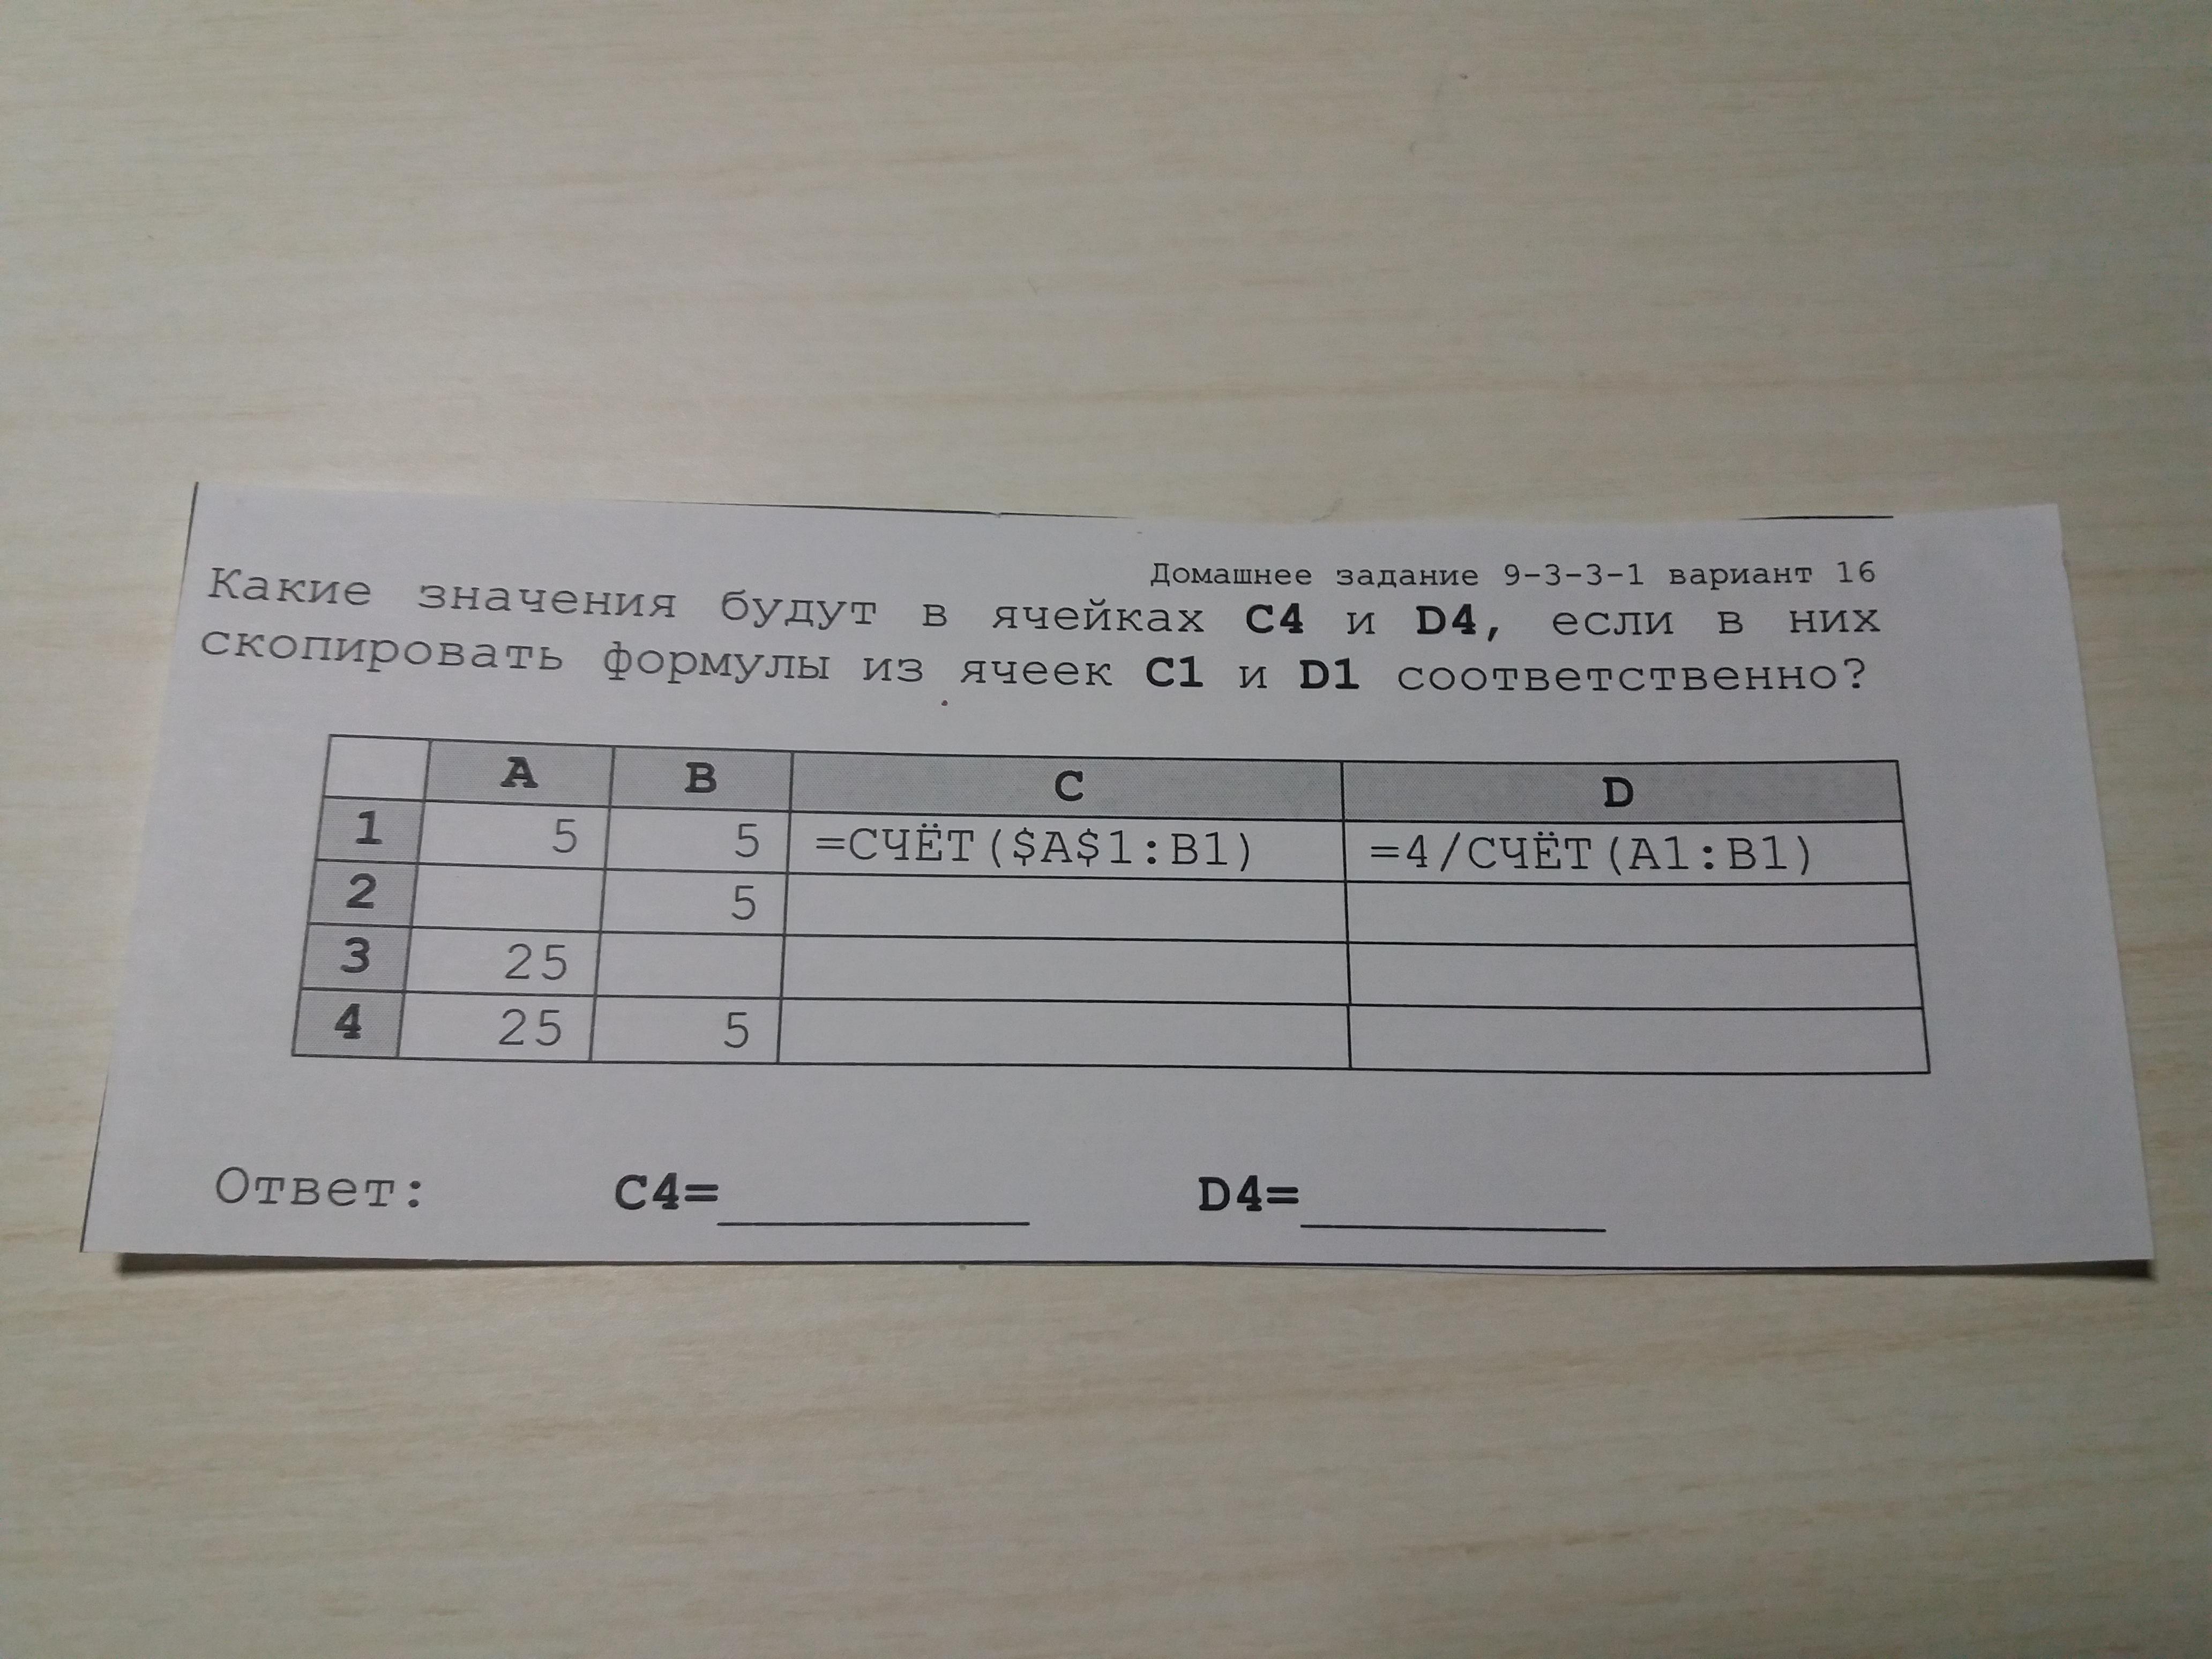 Домашнее задание 9-3-3-1 вариант 16
Какие значения будут в ячейках C4 и D4, если в них
скопировать формулы из ячеек C1 и D1 соответственно?
A B C D
1 5 5 =СЧЁТ($A$1:B1) =4/СЧЁТ(A1:B1)
2 5
3 25
4 25 5
Ответ: C4=__________ D4=__________